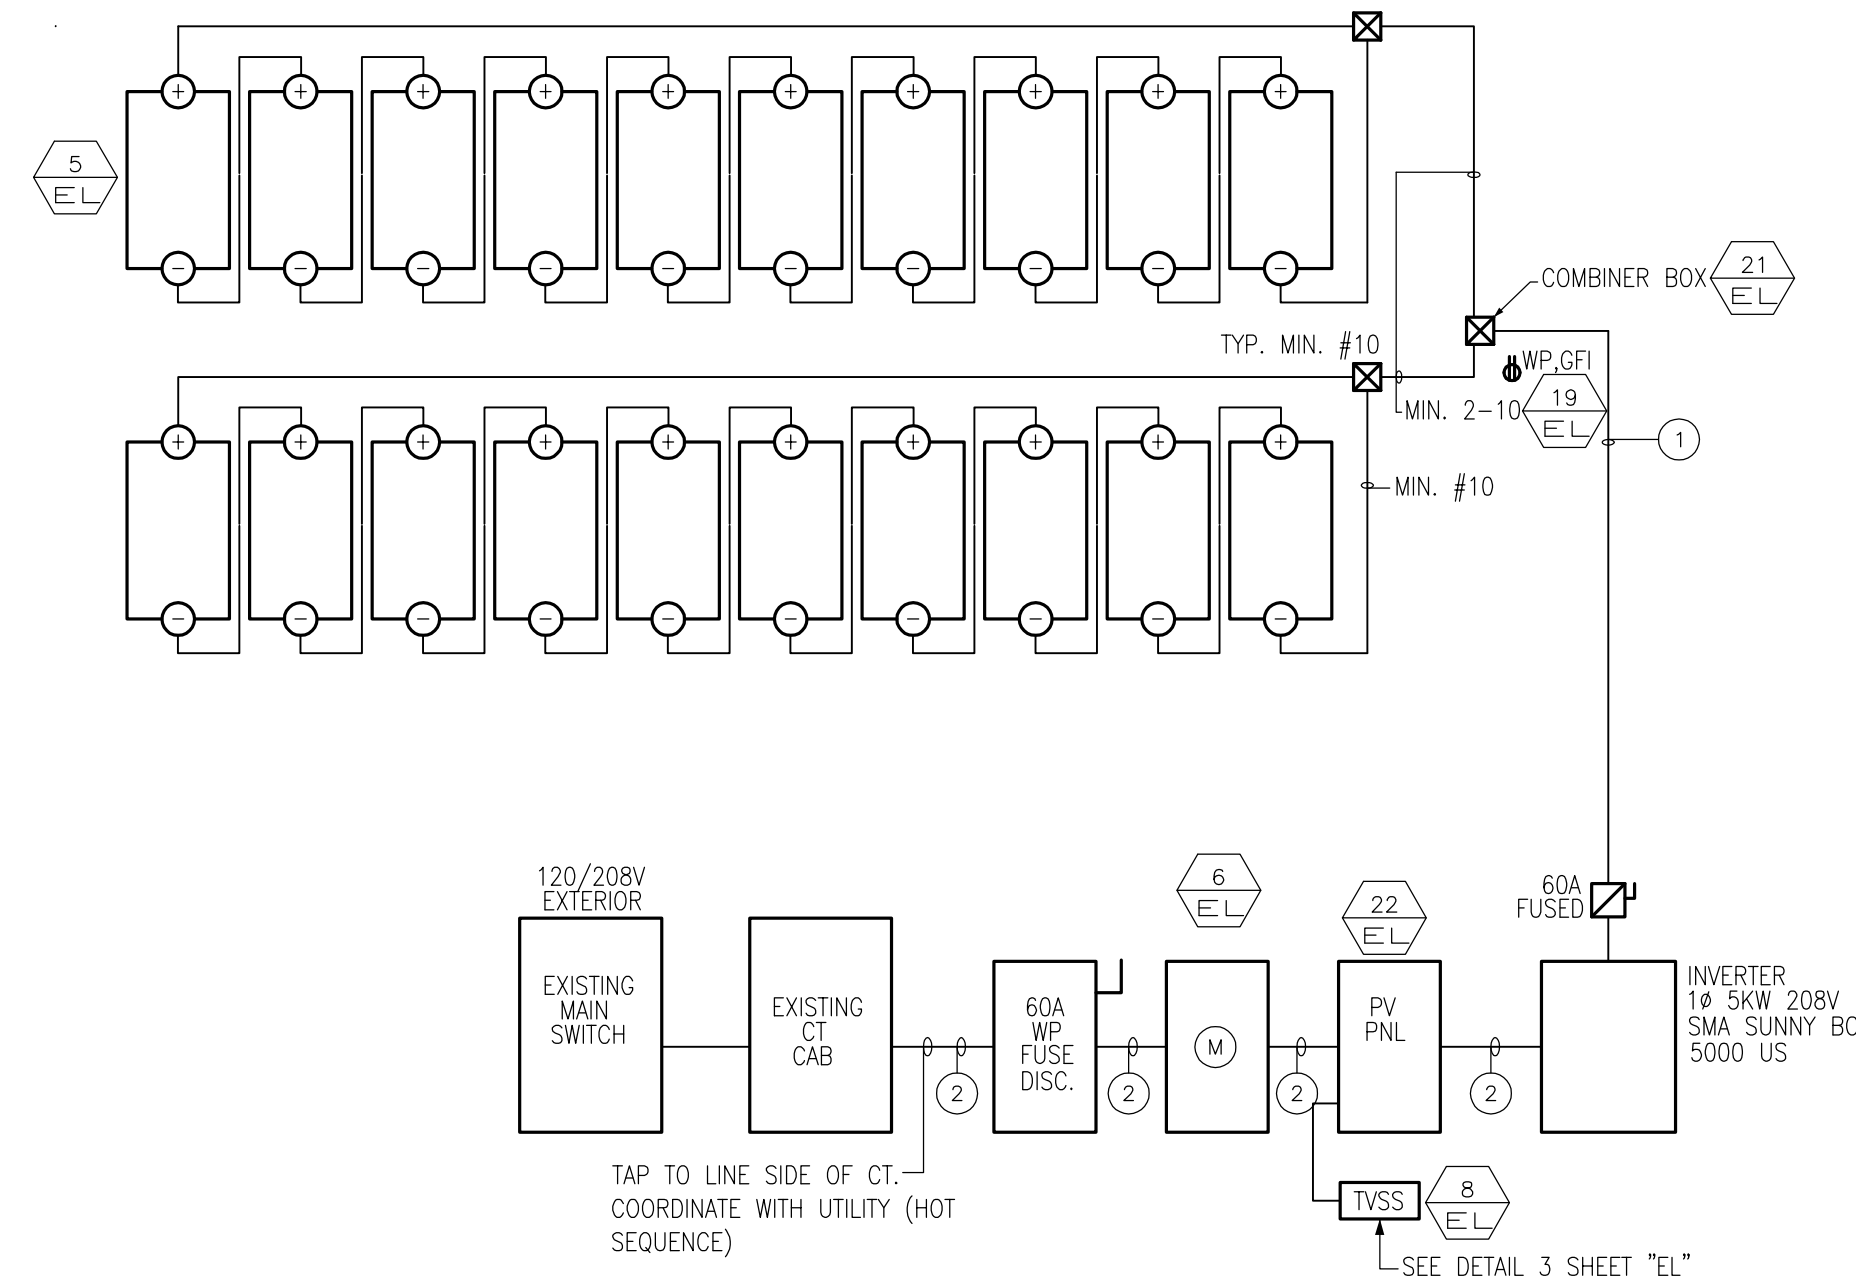 + + + + + + + + + +
5
EL
- - - - - - - - - -
COMBINER BOX
21
EL
TYP. MIN. #10
WP,GFI
MIN. 2-10
19
EL
1
+ + + + + + + + + +
MIN. #10
- - - - - - - - - -
120/208V
EXTERIOR
EXISTING
MAIN
SWITCH
EXISTING
CT
CAB
2
60A
WP
FUSE
DISC.
2
6
EL
M
2
22
EL
PV
PNL
2
60A
FUSED
INVERTER
1ø 5KW 208V
SMA SUNNY BO
5000 US
TAP TO LINE SIDE OF CT.
COORDINATE WITH UTILITY (HOT
SEQUENCE)
TVSS
8
EL
SEE DETAIL 3 SHEET "EL"